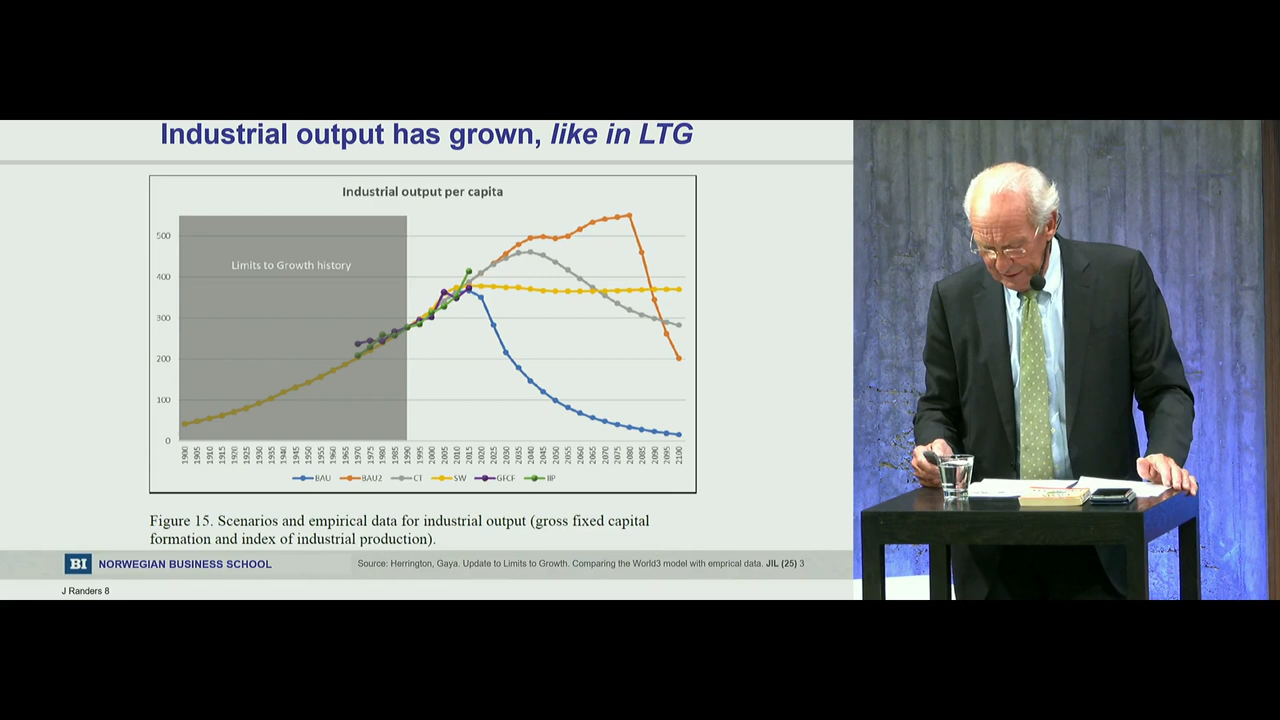 Industrial output has grown, like in LTG
Industrial output per capita
Limits to Growth history
500
400
300
200
100
0
1900 1905 1910 1915 1920 1925 1930 1935 1940 1945 1950 1955 1960 1965 1970 1975 1980 1985 1990 1995 2000 2005 2010 2015 2020 2025 2030 2035 2040 2045 2050 2055 2060 2065 2070 2075 2080 2085 2090 2095 2100
BAU BAU2 CT SW GFCF IIP
Figure 15. Scenarios and empirical data for industrial output (gross fixed capital
formation and index of industrial production).
BI NORWEGIAN BUSINESS SCHOOL
Source: Herrington, Gaya. Update to Limits to Growth. Comparing the World3 model with emprical data. JIL (25) 3
J Randers 8